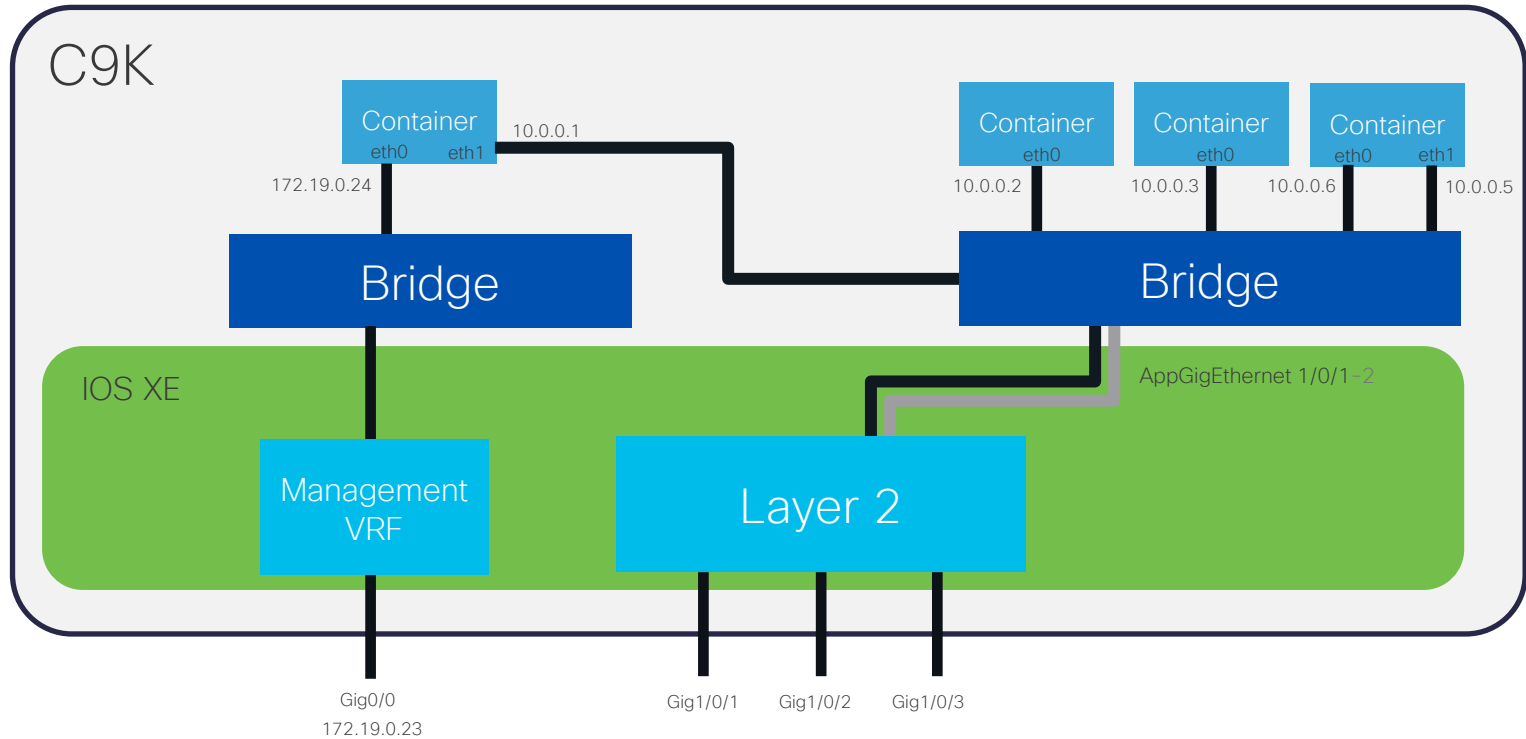 C9K
Container
eth0
eth1
10.0.0.1
172.19.0.24
Container
eth0
10.0.0.2
Container
eth0
10.0.0.3
Container
eth0
eth1
10.0.0.6
10.0.0.5
Bridge
Bridge
IOS XE
AppGigEthernet 1/0/1-2
Management
VRF
Layer 2
Gig0/0
172.19.0.23
Gig1/0/1
Gig1/0/2
Gig1/0/3